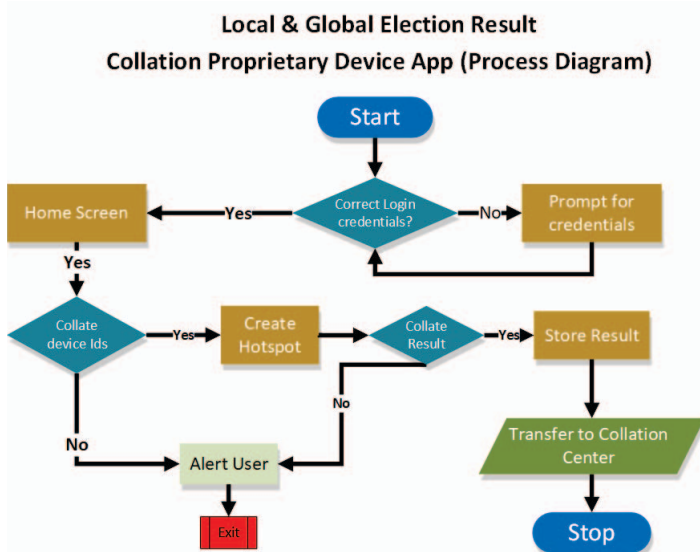 Local & Global Election Result
Collation Proprietary Device App (Process Diagram)
Start
Correct Login
credentials?
No
Prompt for
credentials
Yes
Home Screen
Yes
Collate
device Ids
Yes
Create
Hotspot
Collate
Result
Yes
Store Result
No
No
Alert User
Exit
Transfer to Collation
Center
Stop